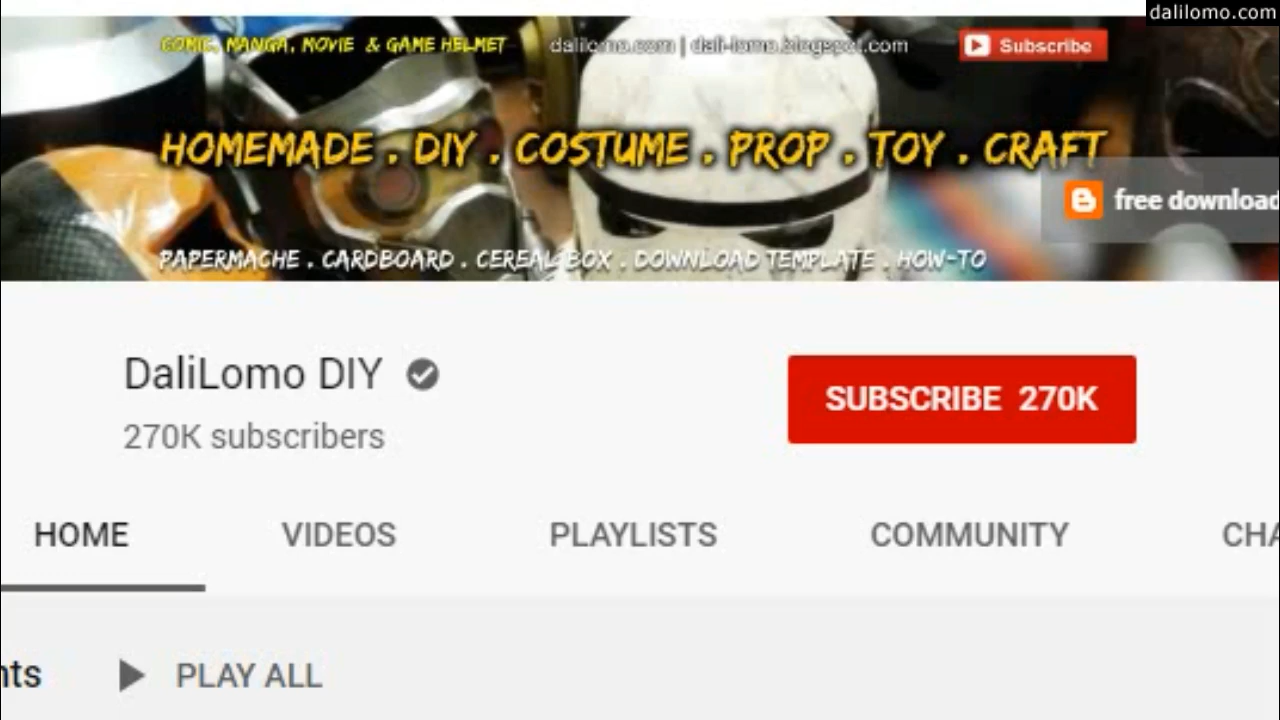 dalilomo.com
COMIC, MANGA, MOVIE & GAME HELMET
dalilomo.com | dali-lomo.blogspot.com
Subscribe
HOMEMADE . DIY . COSTUME . PROP . TOY . CRAFT
free download
PAPERMACHE . CARDBOARD . CEREAL BOX . DOWNLOAD TEMPLATE . HOW-TO
DaliLomo DIY
SUBSCRIBE 270K
270K subscribers
HOME VIDEOS PLAYLISTS COMMUNITY CHA
nts PLAY ALL